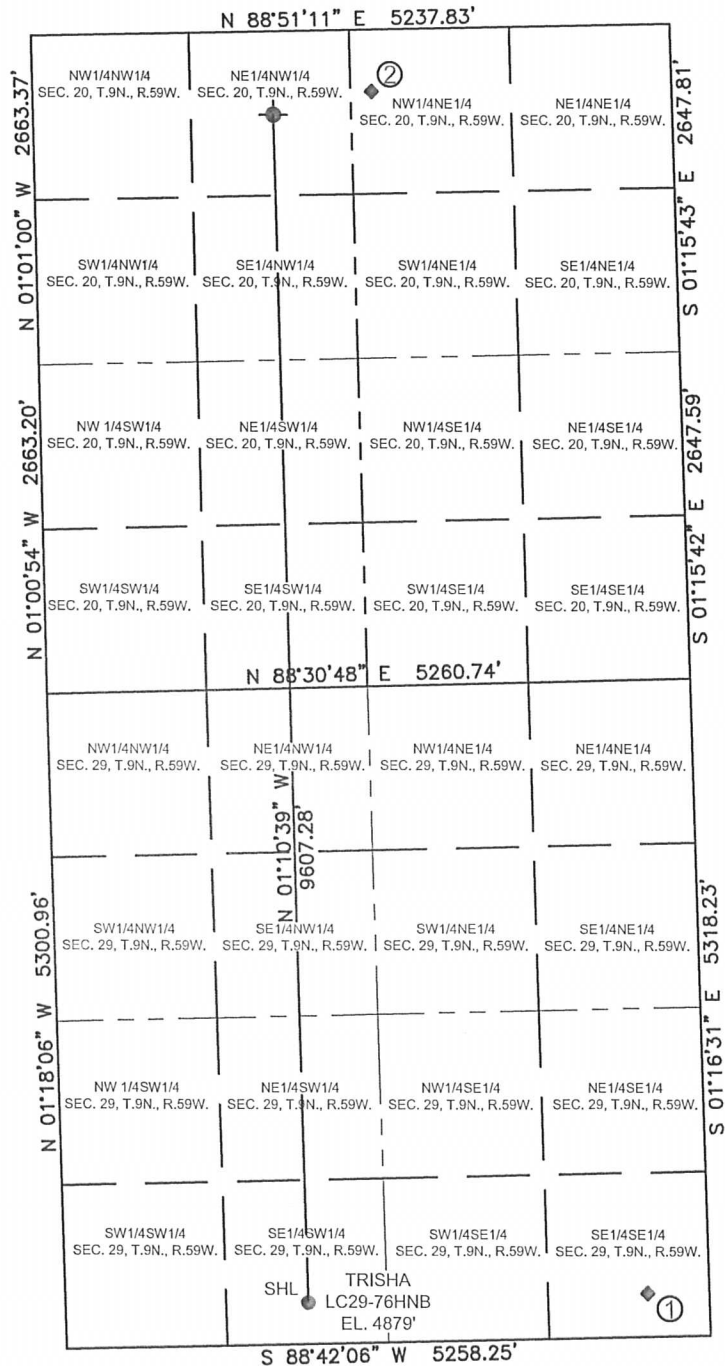 N 88°51'11" E 5237.83'
②
NW1/4NW1/4
SEC. 20, T.9N., R.59W.
NE1/4NW1/4
SEC. 20, T.9N., R.59W.
NW1/4NE1/4
SEC. 20, T.9N., R.59W.
NE1/4NE1/4
SEC. 20, T.9N., R.59W.
N 01°01'00" W 2663.37'
S 01°15'43" E 2647.81'
SW1/4NW1/4
SEC. 20, T.9N., R.59W.
SE1/4NW1/4
SEC. 20, T.9N., R.59W.
SW1/4NE1/4
SEC. 20, T.9N., R.59W.
SE1/4NE1/4
SEC. 20, T.9N., R.59W.
NW 1/4SW1/4
SEC. 20, T.9N., R.59W.
NE1/4SW1/4
SEC. 20, T.9N., R.59W.
NW1/4SE1/4
SEC. 20, T.9N., R.59W.
NE1/4SE1/4
SEC. 20, T.9N., R.59W.
N 01°00'54" W 2663.20'
S 01°15'42" E 2647.59'
SW1/4SW1/4
SEC. 20, T.9N., R.59W.
SE1/4SW1/4
SEC. 20, T.9N., R.59W.
SW1/4SE1/4
SEC. 20, T.9N., R.59W.
SE1/4SE1/4
SEC. 20, T.9N., R.59W.
N 88°30'48" E 5260.74'
NW1/4NW1/4
SEC. 29, T.9N., R.59W.
NE1/4NW1/4
SEC. 29, T.9N., R.59W.
NW1/4NE1/4
SEC. 29, T.9N., R.59W.
NE1/4NE1/4
SEC. 29, T.9N., R.59W.
N 01°10'39" W
9607.28'
SW1/4NW1/4
SEC. 29, T.9N., R.59W.
SE1/4NW1/4
SEC. 29, T.9N., R.59W.
SW1/4NE1/4
SEC. 29, T.9N., R.59W.
SE1/4NE1/4
SEC. 29, T.9N., R.59W.
N 01°18'06" W 5300.96'
S 01°16'31" E 5318.23'
NW 1/4SW1/4
SEC. 29, T.9N., R.59W.
NE1/4SW1/4
SEC. 29, T.9N., R.59W.
NW1/4SE1/4
SEC. 29, T.9N., R.59W.
NE1/4SE1/4
SEC. 29, T.9N., R.59W.
SW1/4SW1/4
SEC. 29, T.9N., R.59W.
SE1/4SW1/4
SEC. 29, T.9N., R.59W.
SW1/4SE1/4
SEC. 29, T.9N., R.59W.
SE1/4SE1/4
SEC. 29, T.9N., R.59W.
SHL
TRISHA
LC29-76HNB
EL. 4879'
①
S 88°42'06" W 5258.25'